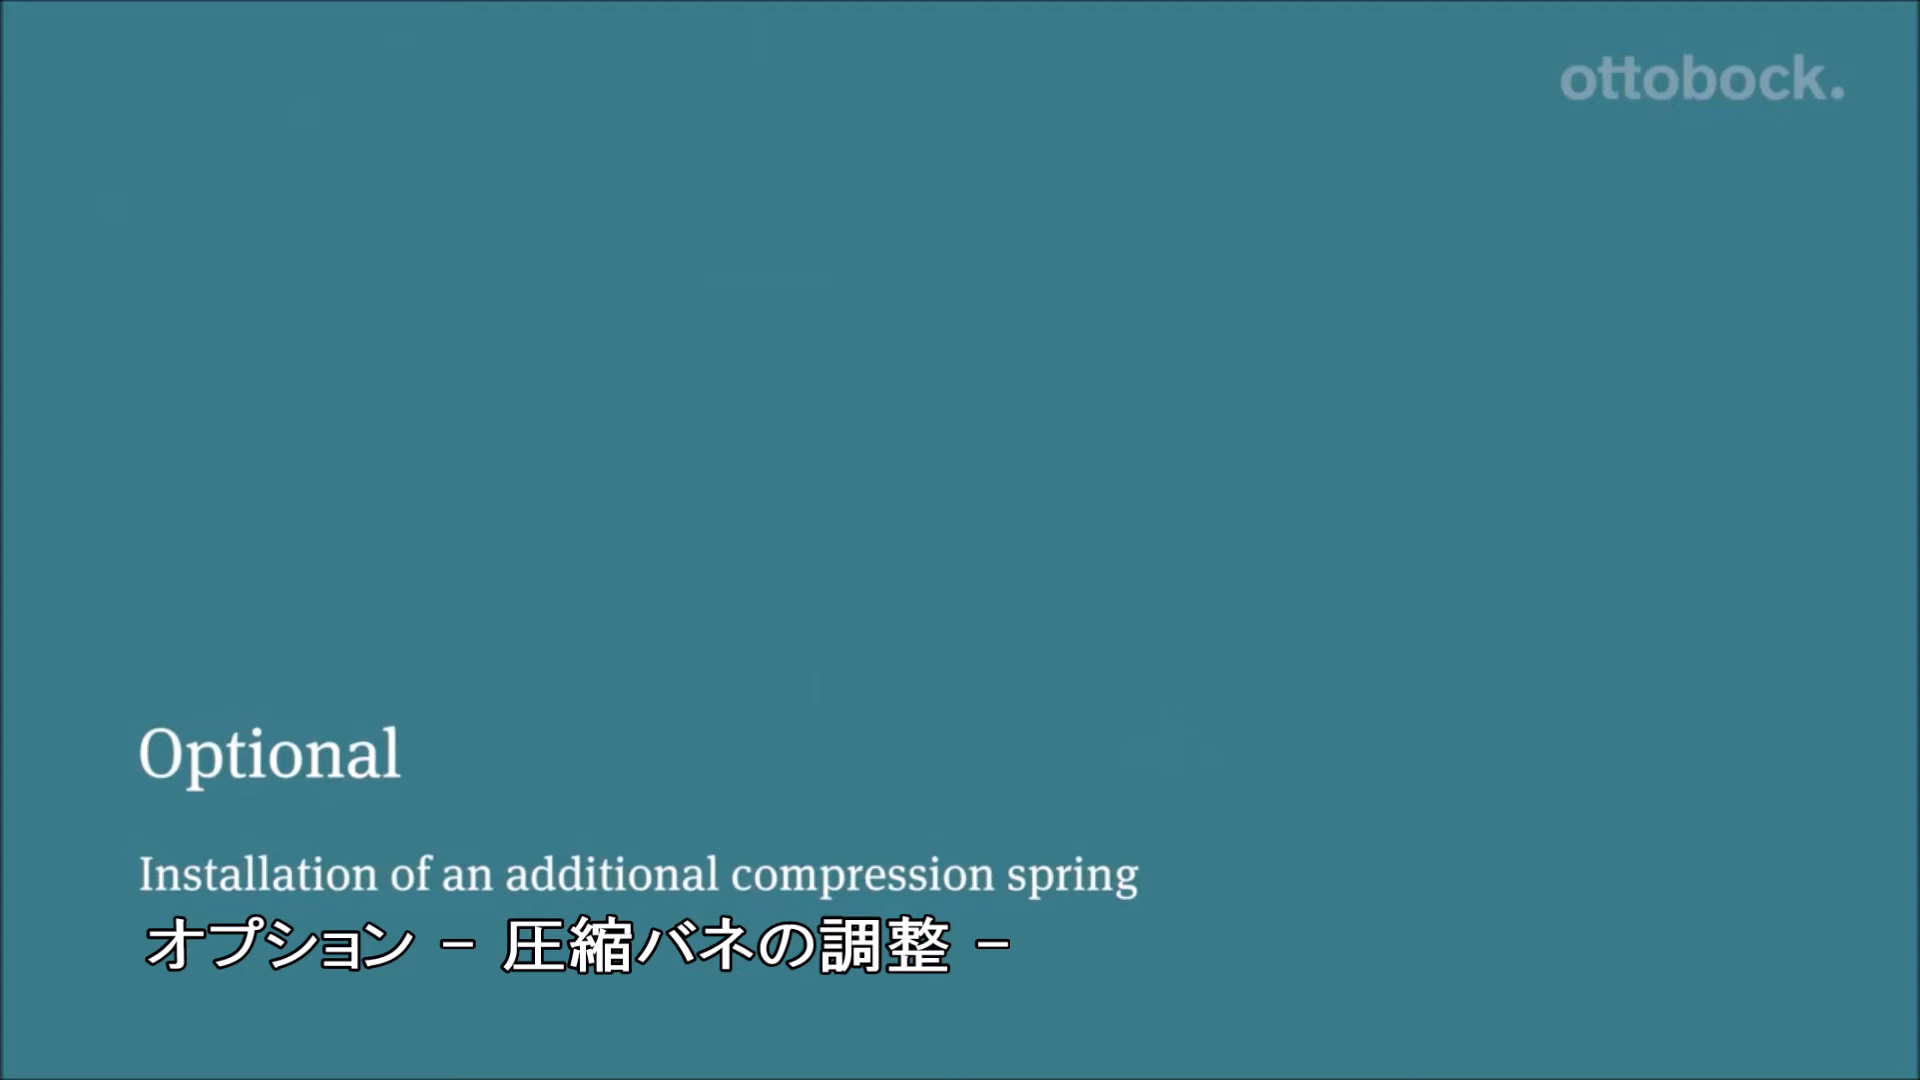 ottobock.
Optional
Installation of an additional compression spring
オプション － 圧縮バネの調整 －